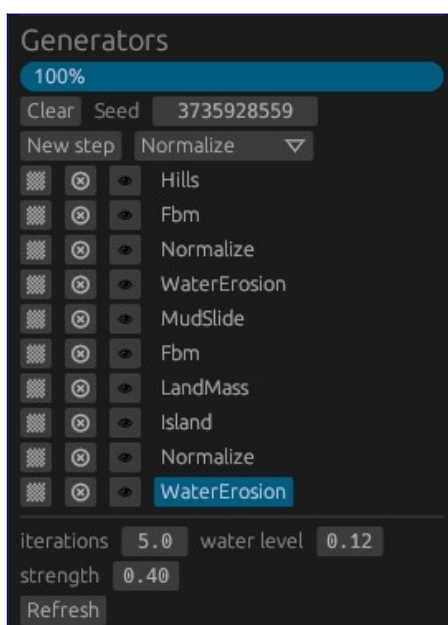 Generators
100%
Clear Seed 3735928559
New step Normalize
Hills
Fbm
Normalize
WaterErosion
MudSlide
Fbm
LandMass
Island
Normalize
WaterErosion
iterations 5.0 water level 0.12
strength 0.40
Refresh